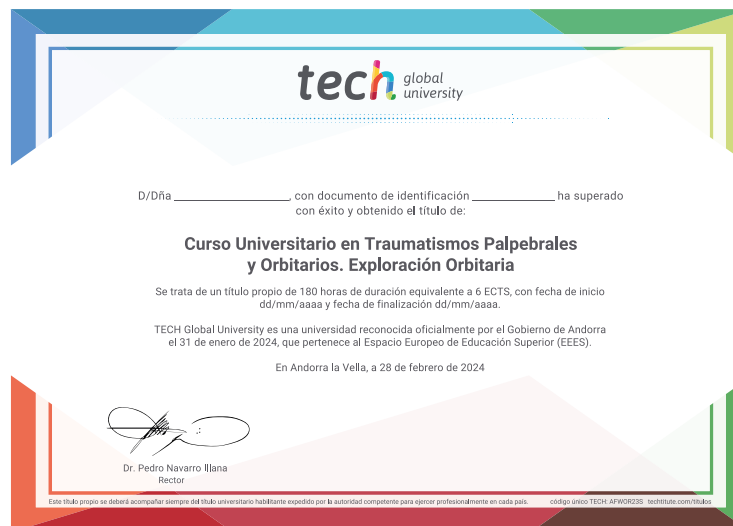 tech global university
D/Dña ________________, con documento de identificación ____________ ha superado
con éxito y obtenido el título de:
Curso Universitario en Traumatismos Palpebrales
y Orbitarios. Exploración Orbitaria
Se trata de un título propio de 180 horas de duración equivalente a 6 ECTS, con fecha de inicio
dd/mm/aaaa y fecha de finalización dd/mm/aaaa.
TECH Global University es una universidad reconocida oficialmente por el Gobierno de Andorra
el 31 de enero de 2024, que pertenece al Espacio Europeo de Educación Superior (EEES).
En Andorra la Vella, a 28 de febrero de 2024
Dr. Pedro Navarro Illana
Rector
Este título propio se deberá acompañar siempre del título universitario habilitante expedido por la autoridad competente para ejercer profesionalmente en cada país. código único TECH: AFWOR23S techtitute.com/titulos